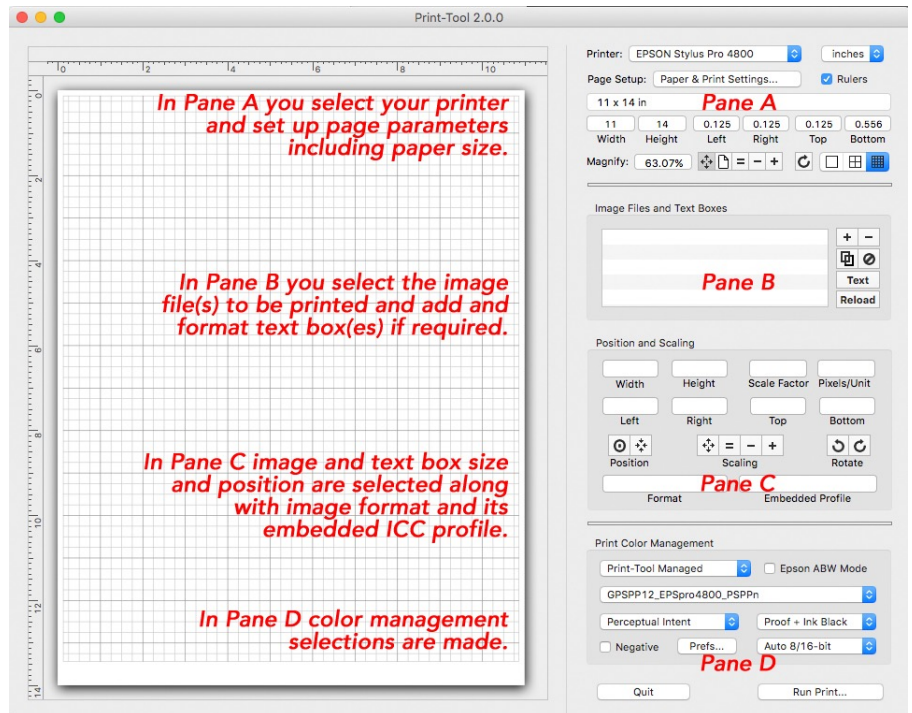 Print-Tool 2.0.0
Printer: EPSON Stylus Pro 4800 inches
Page Setup: Paper & Print Settings... Rulers
11 x 14 in Pane A
11 14 0.125 0.125 0.125 0.556
Width Height Left Right Top Bottom
Magnify: 63.07% = - +
0 2 4 6 8 10
0
2
4
6
8
10
12
14
In Pane A you select your printer
and set up page parameters
including paper size.
In Pane B you select the image
file(s) to be printed and add and
format text box(es) if required.
In Pane C image and text box size
and position are selected along
with image format and its
embedded ICC profile.
In Pane D color management
selections are made.
Image Files and Text Boxes
+ -
Pane B
Text
Reload
Position and Scaling
Width Height Scale Factor Pixels/Unit
Left Right Top Bottom
= - +
Position Scaling Rotate
Pane C
Format Embedded Profile
Print Color Management
Print-Tool Managed Epson ABW Mode
GPSPP12_EPSpro4800_PSPPn
Perceptual Intent Proof + Ink Black
Negative Prefs... Auto 8/16-bit
Pane D
Quit Run Print...